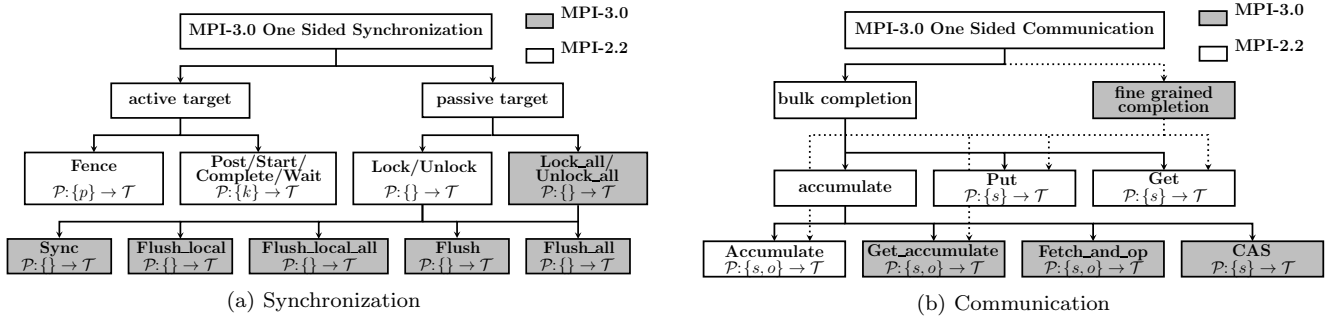 MPI-3.0 One Sided Synchronization
MPI-3.0
MPI-2.2
active target
passive target
Fence
𝒫: {p} → 𝒯
Post/Start/
Complete/Wait
𝒫: {k} → 𝒯
Lock/Unlock
𝒫: {} → 𝒯
Lock_all/
Unlock_all
𝒫: {} → 𝒯
Sync
𝒫: {} → 𝒯
Flush_local
𝒫: {} → 𝒯
Flush_local_all
𝒫: {} → 𝒯
Flush
𝒫: {} → 𝒯
Flush_all
𝒫: {} → 𝒯
(a) Synchronization
MPI-3.0 One Sided Communication
MPI-3.0
MPI-2.2
bulk completion
fine grained
completion
accumulate
Put
𝒫: {s} → 𝒯
Get
𝒫: {s} → 𝒯
Accumulate
𝒫: {s, o} → 𝒯
Get_accumulate
𝒫: {s, o} → 𝒯
Fetch_and_op
𝒫: {s, o} → 𝒯
CAS
𝒫: {s} → 𝒯
(b) Communication